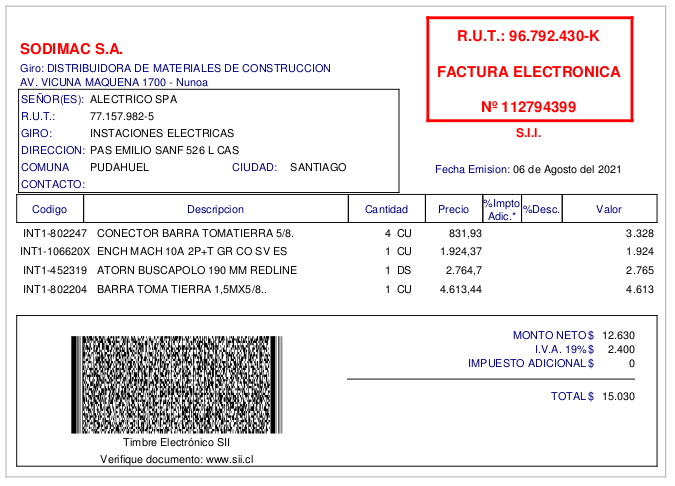 SODIMAC S.A.
Giro: DISTRIBUIDORA DE MATERIALES DE CONSTRUCCION
AV. VICUNA MAQUENA 1700 - Nunoa
R.U.T.: 96.792.430-K
FACTURA ELECTRONICA
Nº 112794399
S.I.I.
SEÑOR(ES): ALECTRICO SPA
R.U.T.: 77.157.982-5
GIRO: INSTACIONES ELECTRICAS
DIRECCION: PAS EMILIO SANF 526 L CAS
COMUNA PUDAHUEL CIUDAD: SANTIAGO
CONTACTO:
Fecha Emision: 06 de Agosto del 2021
Codigo Descripcion Cantidad Precio %Impto Adic.* %Desc. Valor
INT1-802247 CONECTOR BARRA TOMATIERRA 5/8. 4 CU 831,93 3.328
INT1-106620X ENCH MACH 10A 2P+T GR CO SV ES 1 CU 1.924,37 1.924
INT1-452319 ATORN BUSCAPOLO 190 MM REDLINE 1 DS 2.764,7 2.765
INT1-802204 BARRA TOMA TIERRA 1,5MX5/8.. 1 CU 4.613,44 4.613
MONTO NETO $ 12.630
I.V.A. 19% $ 2.400
IMPUESTO ADICIONAL $ 0
TOTAL $ 15.030
Timbre Electrónico SII
Verifique documento: www.sii.cl